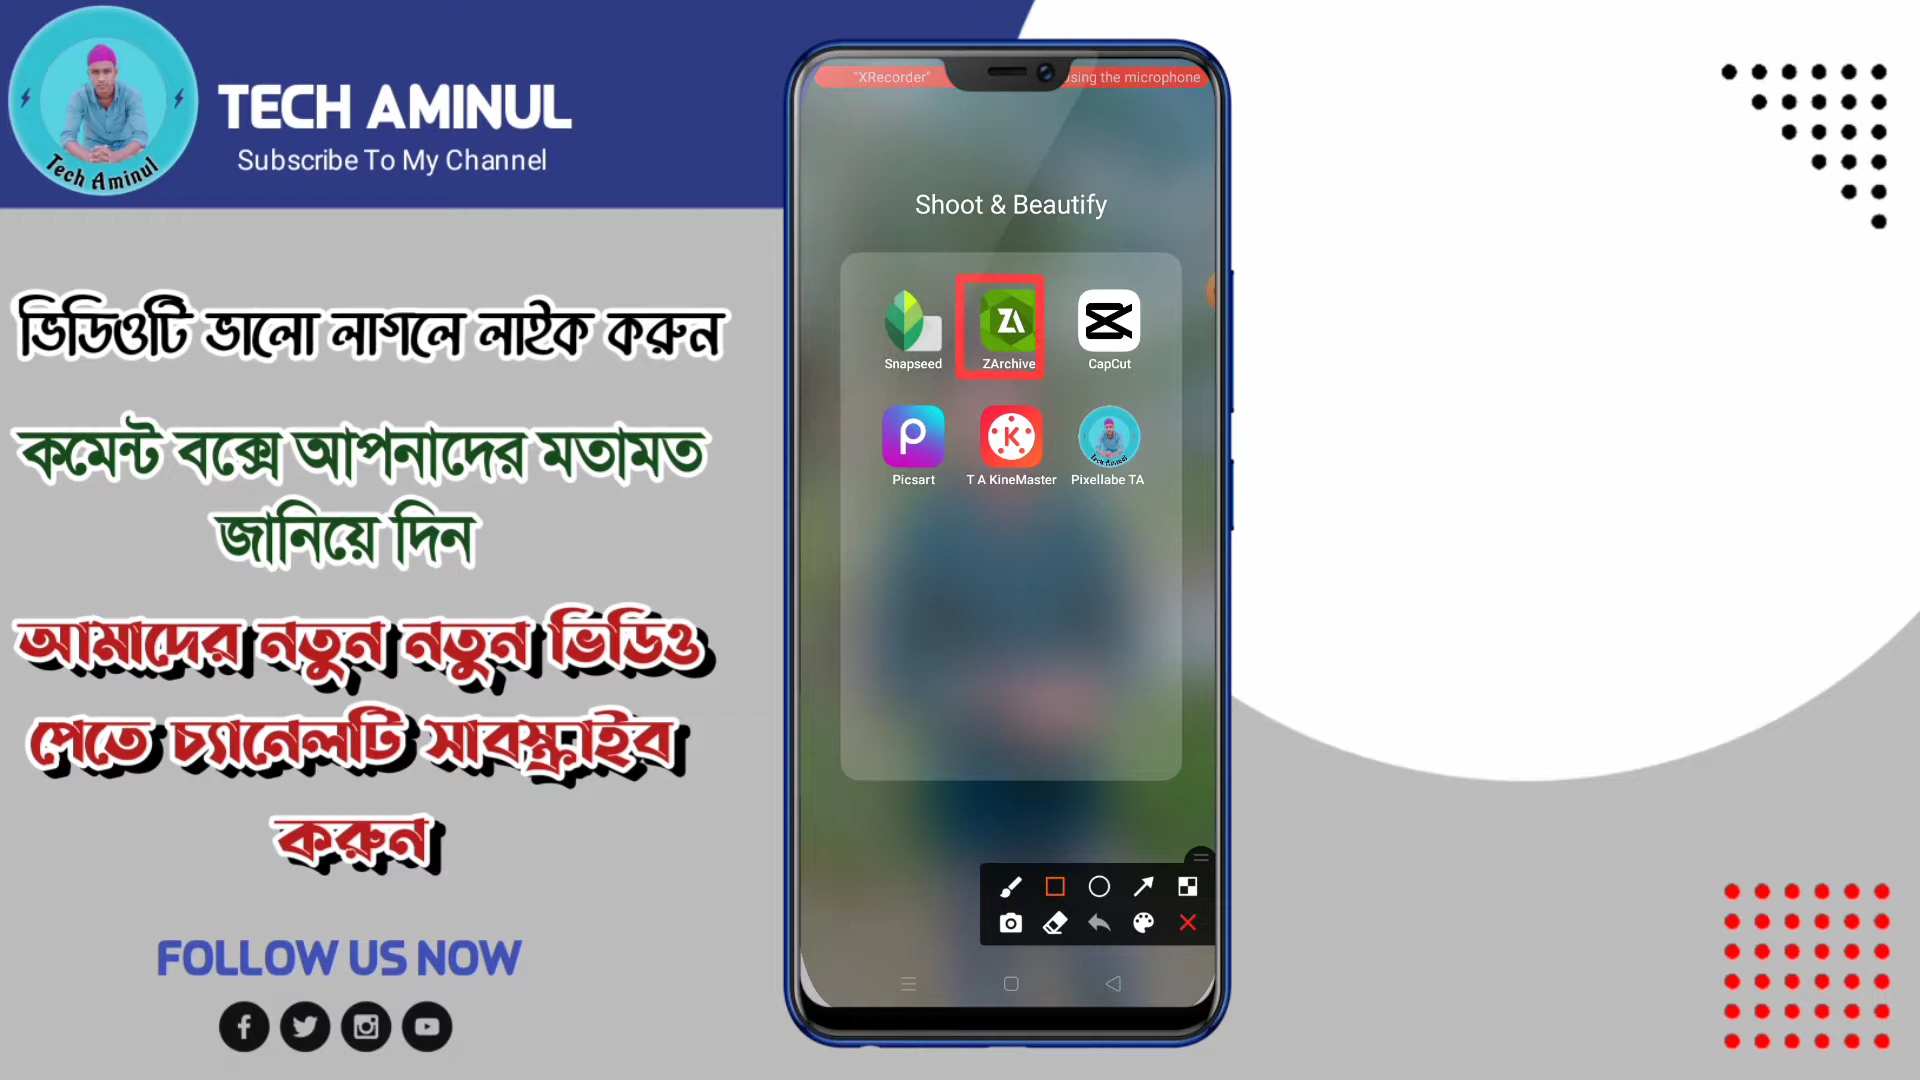 TECH AMINUL
Subscribe To My Channel
Tech Aminul
ভিডিওটি ভালো লাগলে লাইক করুন
কমেন্ট বক্সে আপনাদের মতামত
জানিয়ে দিন
আমাদের নতুন নতুন ভিডিও
পেতে চ্যানেলটি সাবস্ক্রাইব
করুন
FOLLOW US NOW
"XRecorder" using the microphone
Shoot & Beautify
Snapseed ZArchive CapCut
Picsart T A KineMaster Pixellabe TA